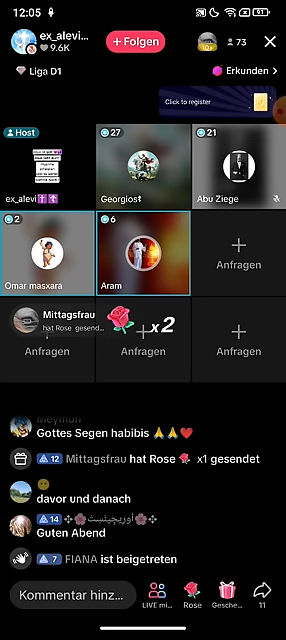 12:05
91
ex_alevi...
9.6K
+ Folgen
10+
73
Liga D1
Erkunden >
Click to register
Host
27
21
ex_alevi
Georgios
Abu Ziege
2
6
Omar masxara
Aram
Anfragen
Mittagsfrau
hat Rose gesend...
x2
Anfragen
Anfragen
Anfragen
Meymun
Gottes Segen habibis 🙏🙏❤️
12 Mittagsfrau hat Rose 🌹 x1 gesendet
davor und danach
14
Guten Abend
7 FIANA ist beigetreten
Kommentar hinz...
LIVE mi...
Rose
Gesche...
11